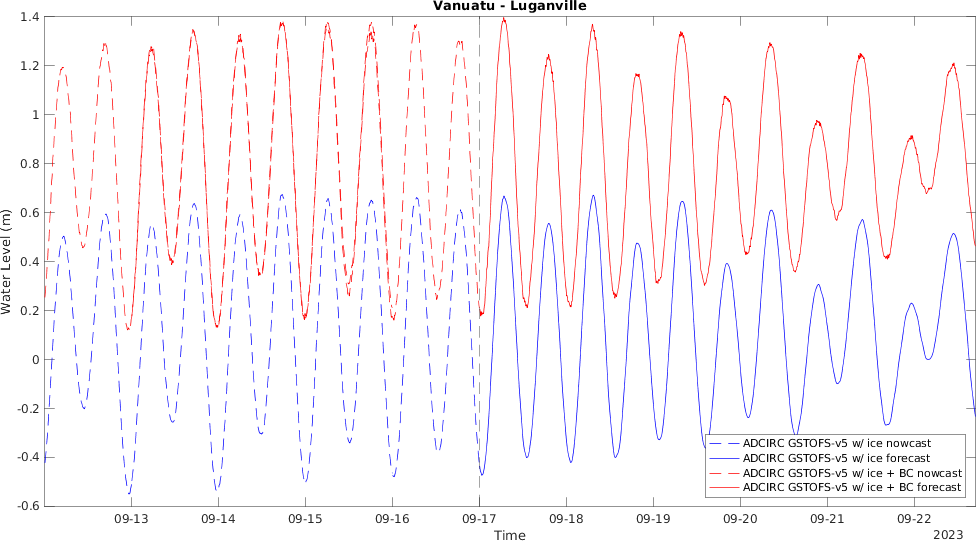 Vanuatu - Luganville
1.4
1.2
1
0.8
0.6
0.4
0.2
0
-0.2
-0.4
-0.6
Water Level (m)
ADCIRC GSTOFS-v5 w/ ice nowcast
ADCIRC GSTOFS-v5 w/ ice forecast
ADCIRC GSTOFS-v5 w/ ice + BC nowcast
ADCIRC GSTOFS-v5 w/ ice + BC forecast
09-13 09-14 09-15 09-16 09-17 09-18 09-19 09-20 09-21 09-22
Time
2023